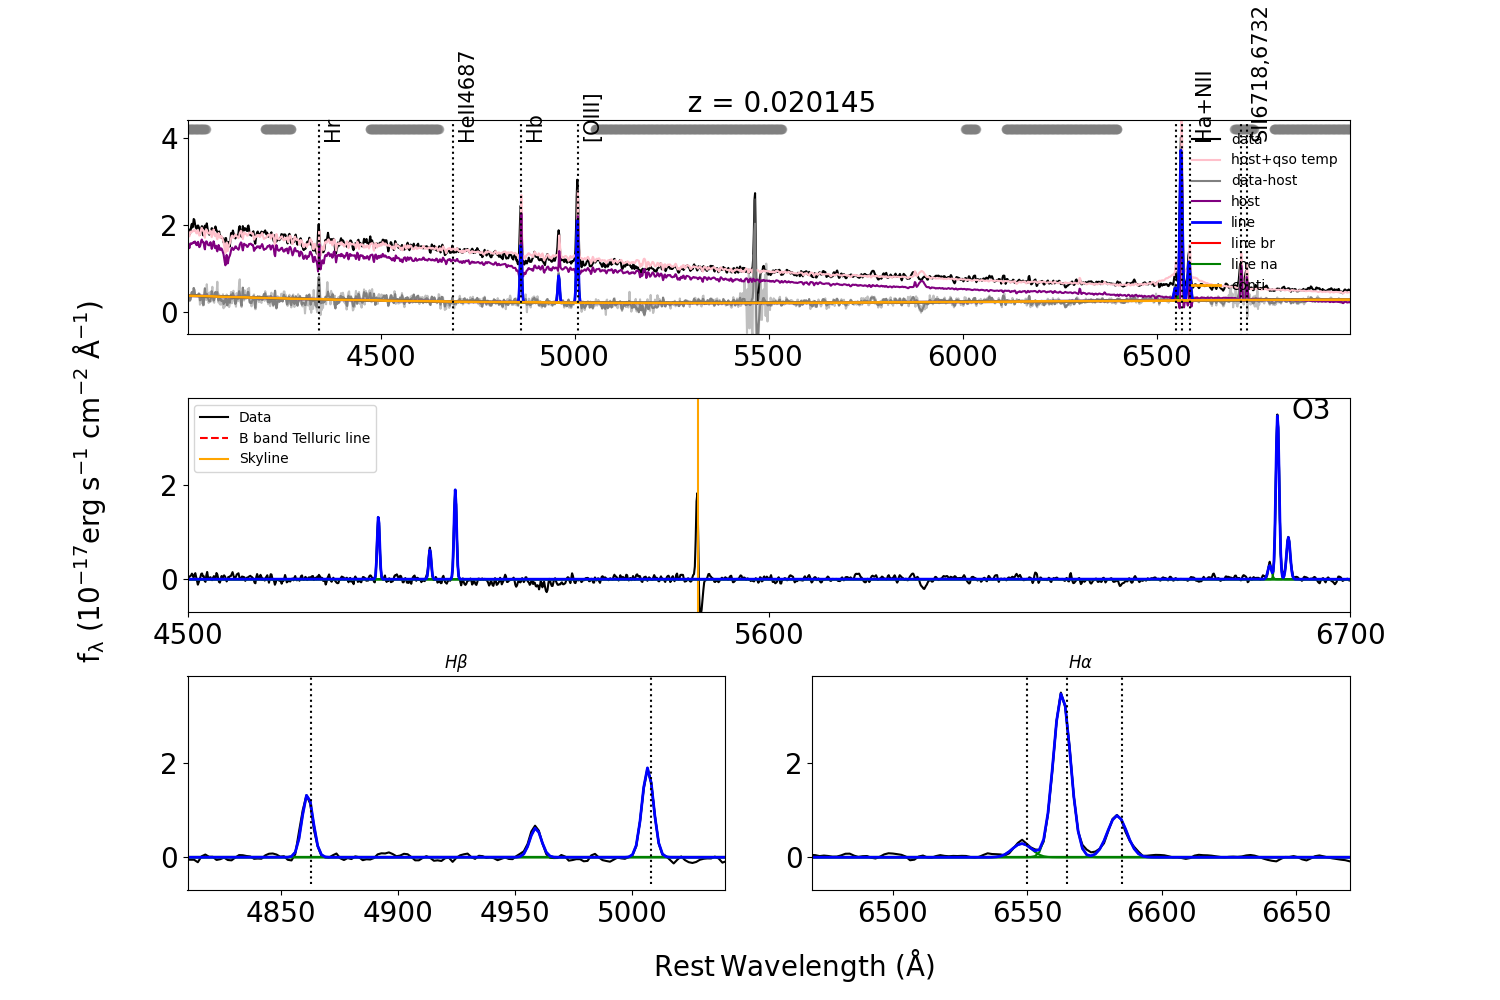 z = 0.020145
Hr
HeII4687
Hb
[OIII]
Ha+NII
SII6718,6732
4
2
0
data
host+qso temp
data-host
host
line
line br
line na
conti
4500 5000 5500 6000 6500
fλ (10−17erg s−1 cm−2 Å−1)
Data
B band Telluric line
Skyline
O3
2
0
4500 5600 6700
Hβ
2
0
4850 4900 4950 5000
Hα
2
0
6500 6550 6600 6650
Rest Wavelength (Å)